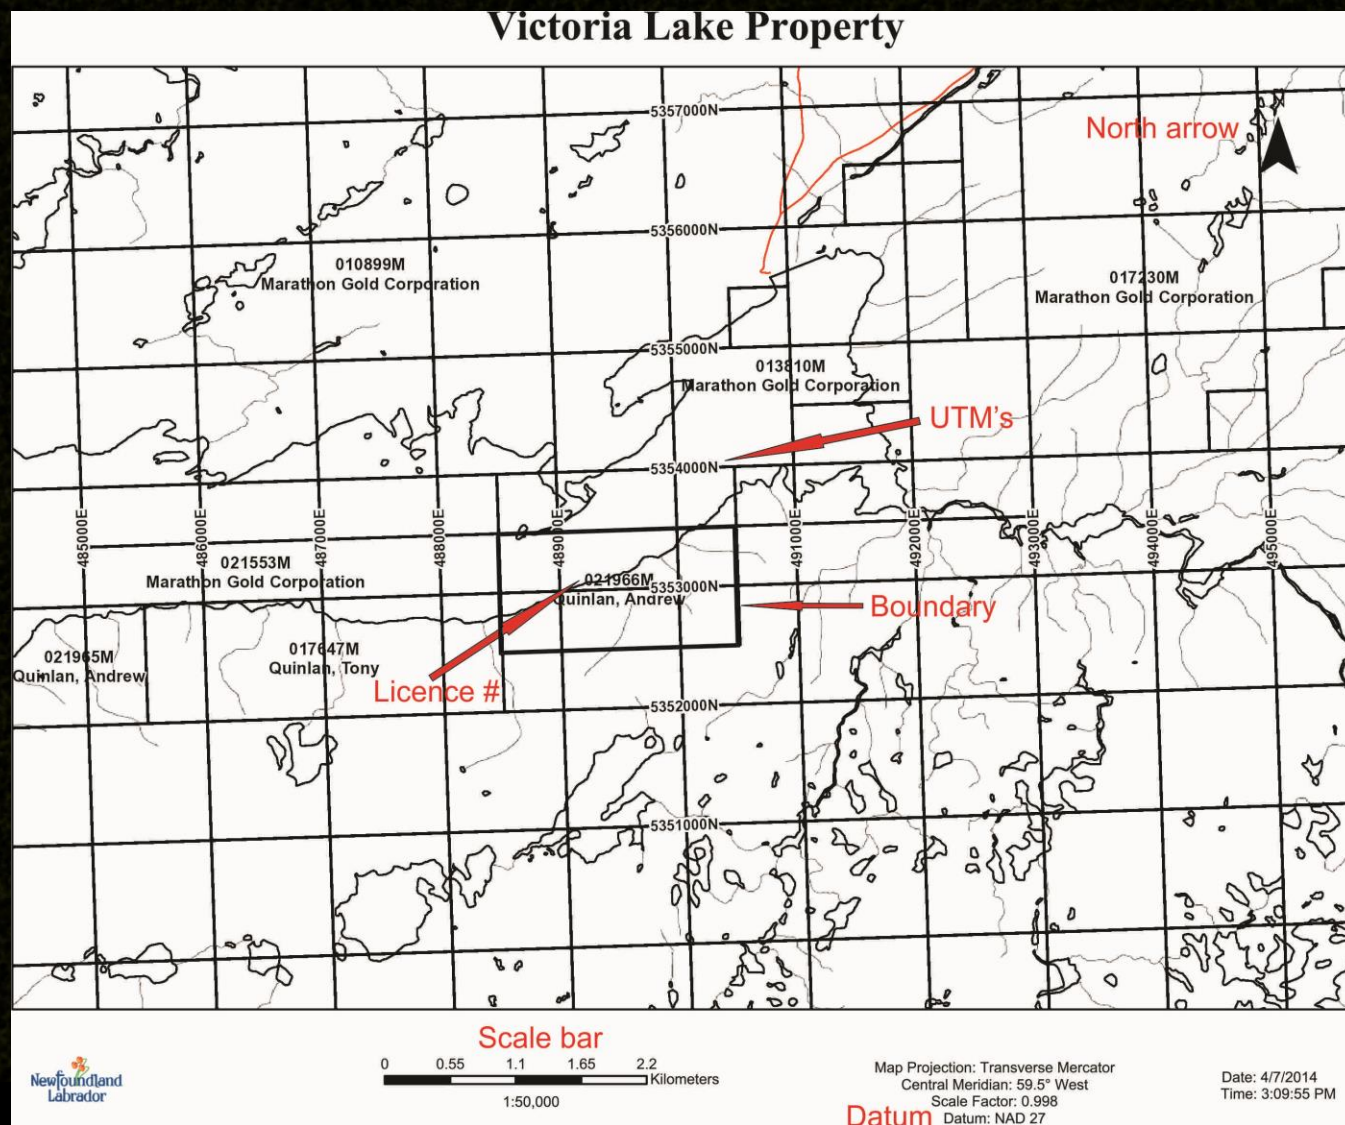 Victoria Lake Property
5357000N
North arrow
5356000N
010899M
Marathon Gold Corporation
017230M
Marathon Gold Corporation
5355000N
013810M
Marathon Gold Corporation
UTM's
5354000N
485000E
486000E
487000E
488000E
489000E
491000E
492000E
493000E
494000E
495000E
021553M
Marathon Gold Corporation
021966M
5353000N
Quinlan, Andrew
Boundary
021965M
Quinlan, Andrew
017647M
Quinlan, Tony
Licence #
5352000N
5351000N
Scale bar
0 0.55 1.1 1.65 2.2
Kilometers
1:50,000
Newfoundland
Labrador
Map Projection: Transverse Mercator
Central Meridian: 59.5° West
Scale Factor: 0.998
Datum Datum: NAD 27
Date: 4/7/2014
Time: 3:09:55 PM